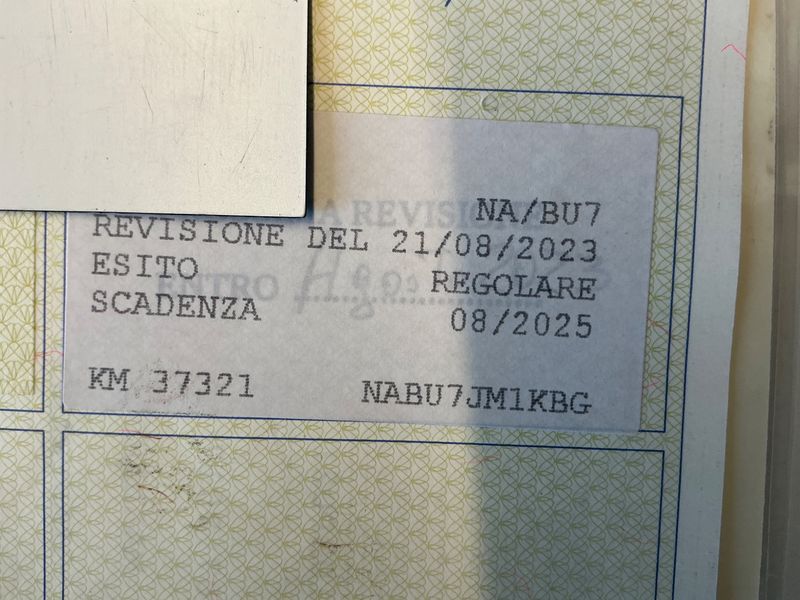 NA/BU7
REVISIONE DEL 21/08/2023
ESITO REGOLARE
SCADENZA 08/2025
KM 37321 NABU7JM1KBG